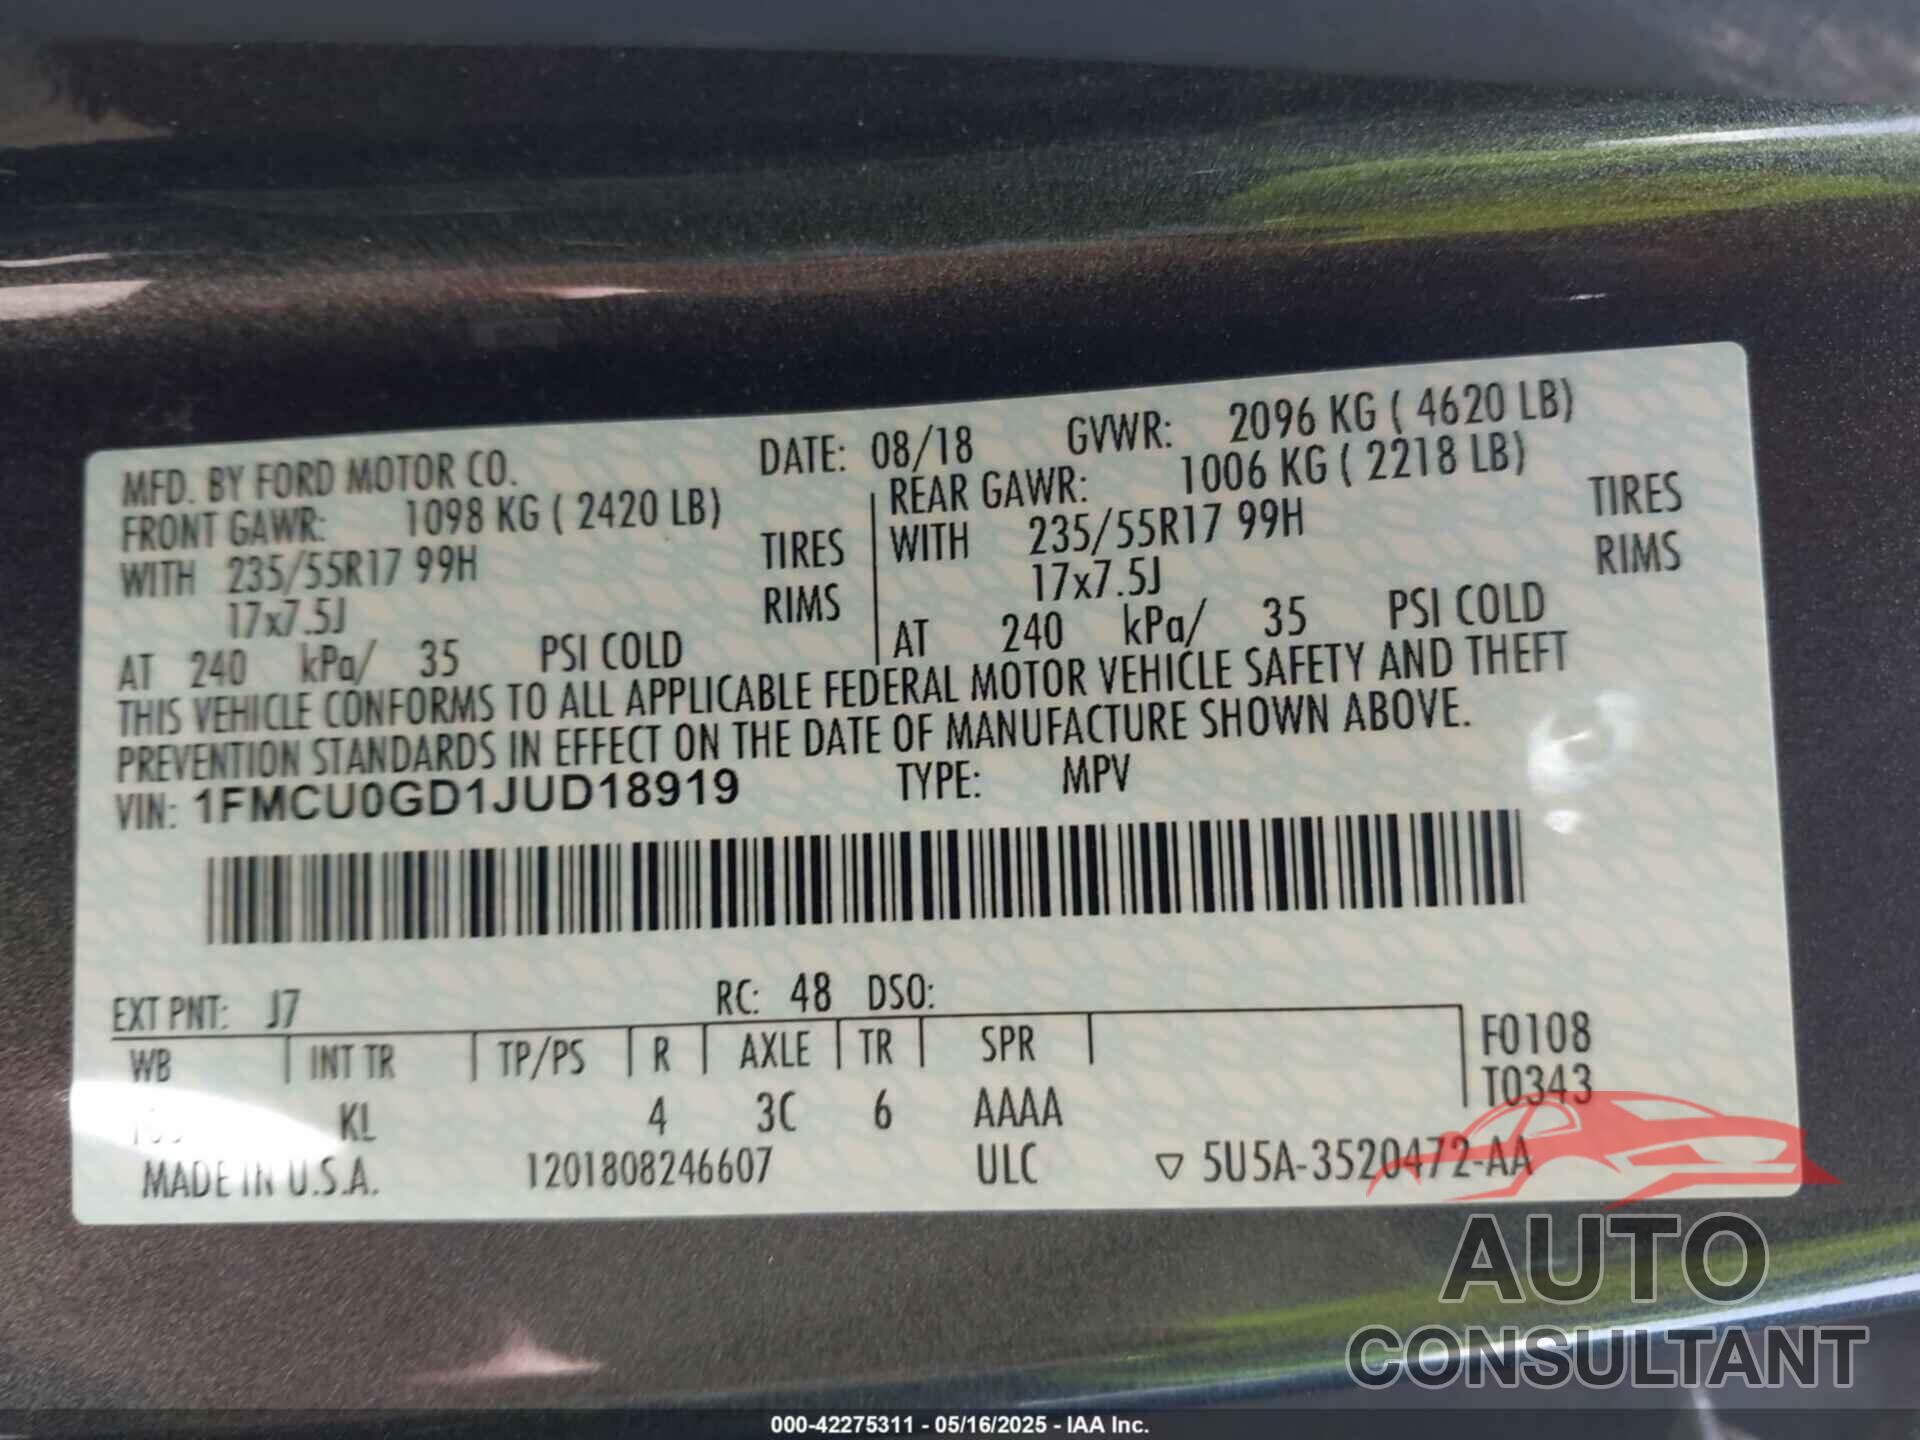 MFD. BY FORD MOTOR CO. DATE: 08/18 GVWR: 2096 KG ( 4620 LB)
FRONT GAWR: 1098 KG ( 2420 LB) REAR GAWR: 1006 KG ( 2218 LB)
WITH 235/55R17 99H TIRES WITH 235/55R17 99H TIRES
17x7.5J RIMS 17x7.5J RIMS
AT 240 kPa/ 35 PSI COLD AT 240 kPa/ 35 PSI COLD
THIS VEHICLE CONFORMS TO ALL APPLICABLE FEDERAL MOTOR VEHICLE SAFETY AND THEFT
PREVENTION STANDARDS IN EFFECT ON THE DATE OF MANUFACTURE SHOWN ABOVE.
VIN: 1FMCU0GD1JUD18919 TYPE: MPV
EXT PNT: J7 RC: 48 DSO:
WB INT TR TP/PS R AXLE TR SPR F0108
T0343
KL 4 3C 6 AAAA
MADE IN U.S.A. 1201808246607 ULC ▽ 5U5A-3520472-AA
AUTO
CONSULTANT
000-42275311 - 05/16/2025 - IAA Inc.